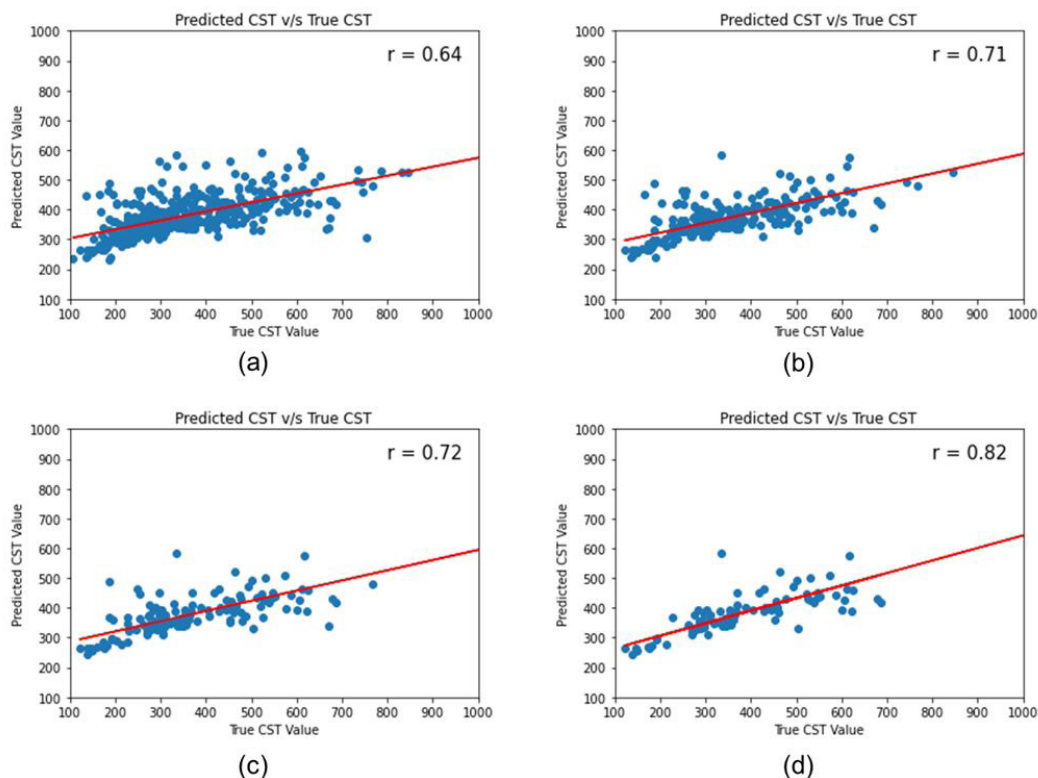 Predicted CST v/s True CST
r = 0.64
1000
900
800
700
600
500
400
300
200
100
Predicted CST Value
100 200 300 400 500 600 700 800 900 1000
True CST Value
(a)
Predicted CST v/s True CST
r = 0.71
1000
900
800
700
600
500
400
300
200
100
Predicted CST Value
100 200 300 400 500 600 700 800 900 1000
True CST Value
(b)
Predicted CST v/s True CST
r = 0.72
1000
900
800
700
600
500
400
300
200
100
Predicted CST Value
100 200 300 400 500 600 700 800 900 1000
True CST Value
(c)
Predicted CST v/s True CST
r = 0.82
1000
900
800
700
600
500
400
300
200
100
Predicted CST Value
100 200 300 400 500 600 700 800 900 1000
True CST Value
(d)